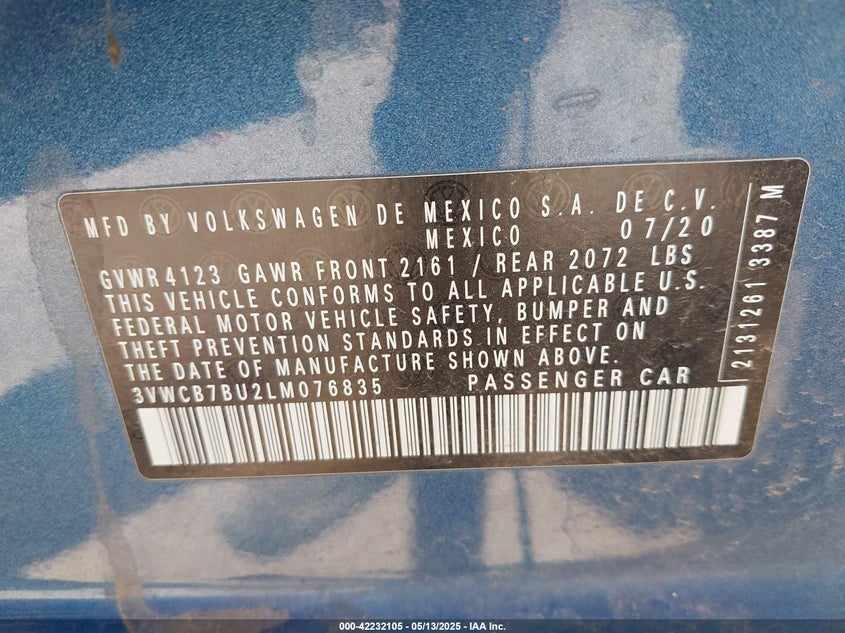 MFD BY VOLKSWAGEN DE MEXICO S.A. DE C.V.
MEXICO 07/20
GVWR 4123 GAWR FRONT 2161 / REAR 2072 LBS
THIS VEHICLE CONFORMS TO ALL APPLICABLE U.S.
FEDERAL MOTOR VEHICLE SAFETY, BUMPER AND
THEFT PREVENTION STANDARDS IN EFFECT ON
THE DATE OF MANUFACTURE SHOWN ABOVE.
3VWCB7BU2LM076835 PASSENGER CAR
2131261 3387 M
000-42232105 - 05/13/2025 - IAA Inc.